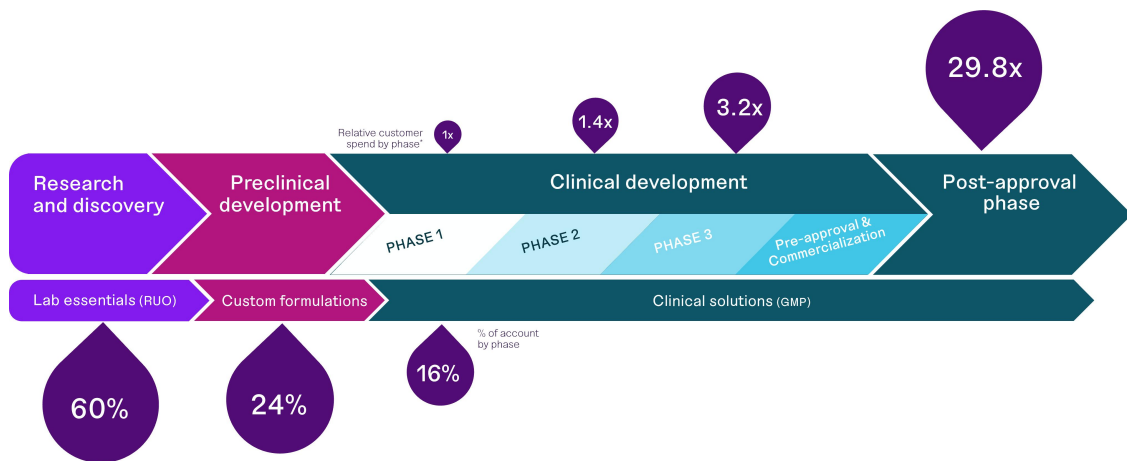 29.8x
3.2x
1.4x
1x
Relative customer
spend by phase*
Research
and discovery
Preclinical
development
Clinical development
Post-approval
phase
PHASE 1
PHASE 2
PHASE 3
Pre-approval &
Commercialization
Lab essentials (RUO)
Custom formulations
Clinical solutions (GMP)
% of account
by phase
60%
24%
16%